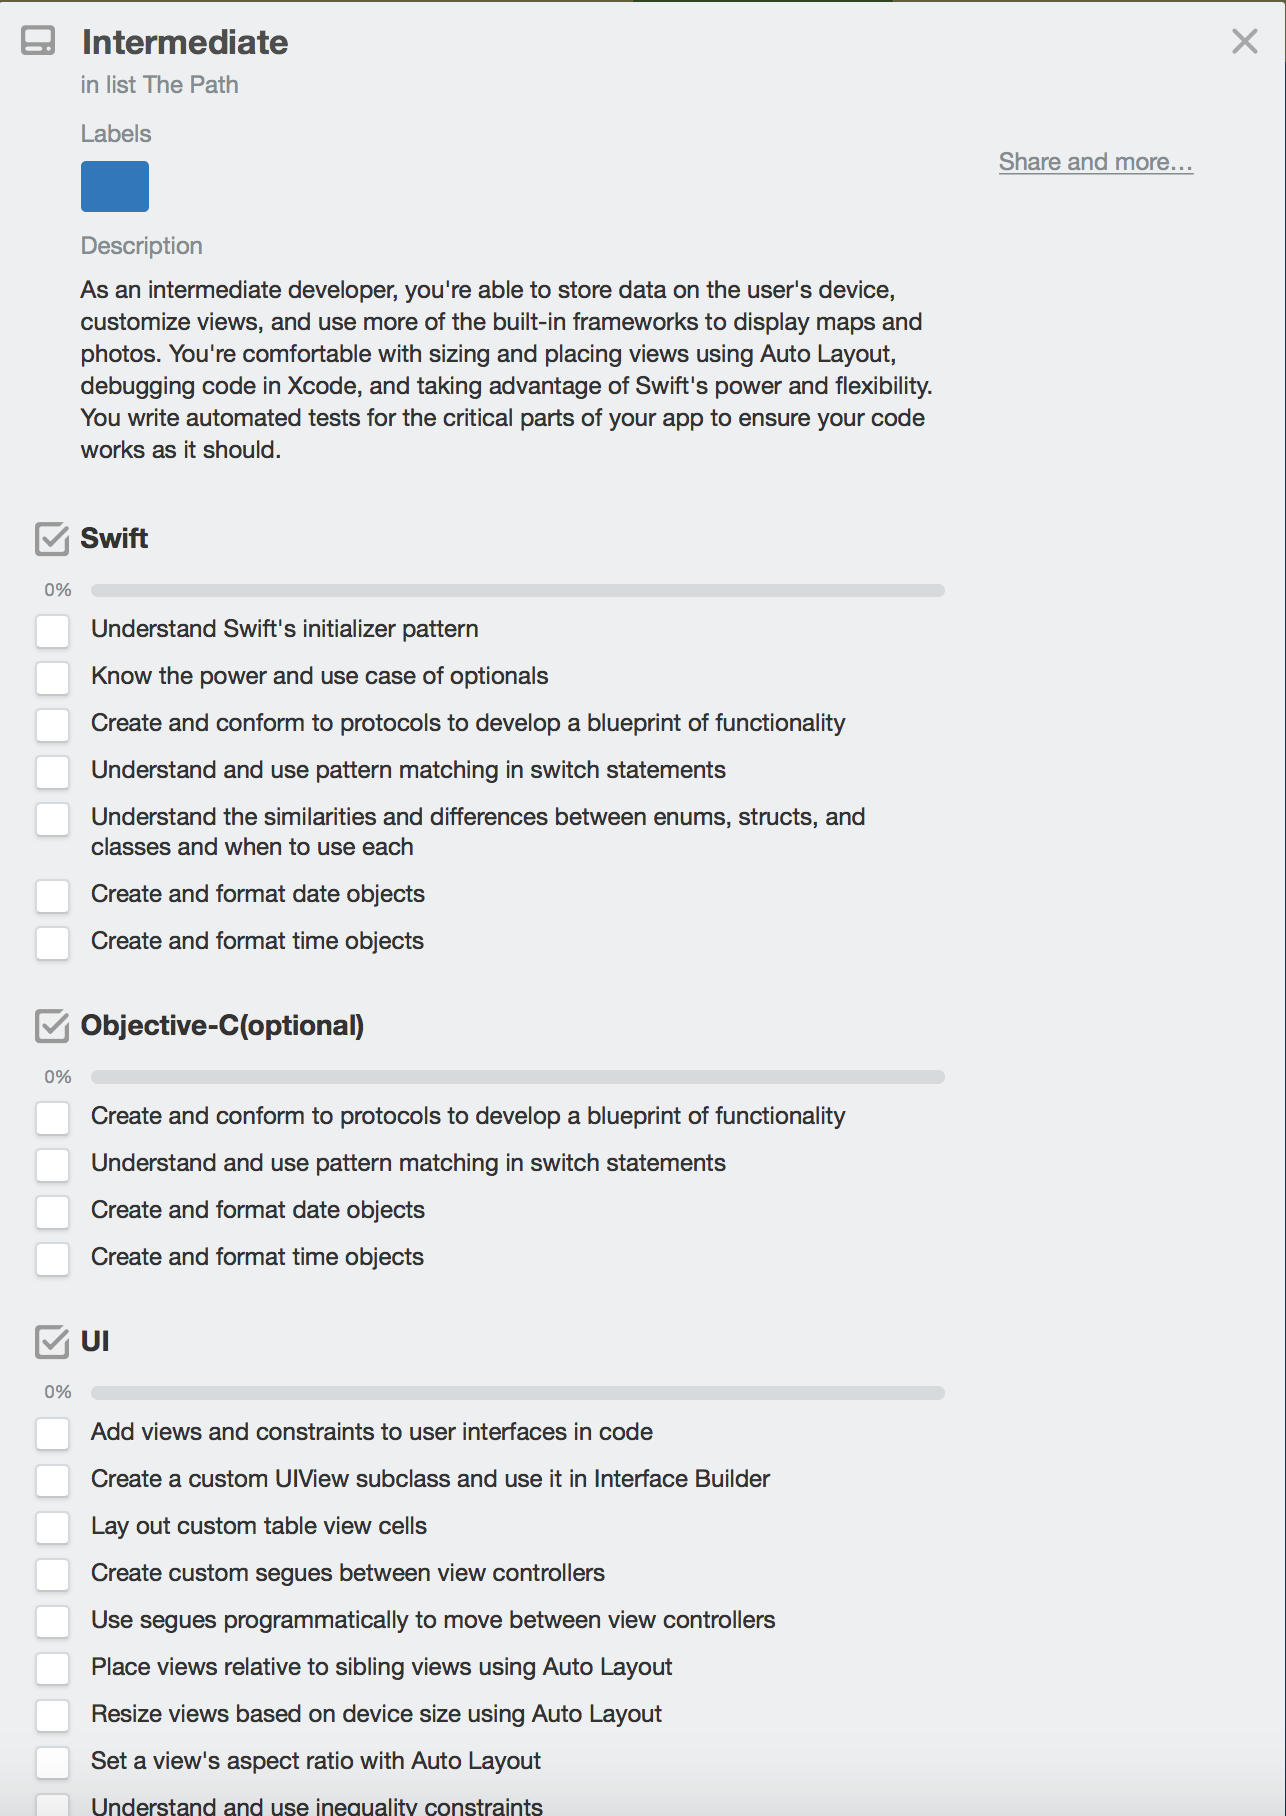 Intermediate
in list The Path
Labels
Share and more...
Description
As an intermediate developer, you're able to store data on the user's device,
customize views, and use more of the built-in frameworks to display maps and
photos. You're comfortable with sizing and placing views using Auto Layout,
debugging code in Xcode, and taking advantage of Swift's power and flexibility.
You write automated tests for the critical parts of your app to ensure your code
works as it should.
Swift
0%
Understand Swift's initializer pattern
Know the power and use case of optionals
Create and conform to protocols to develop a blueprint of functionality
Understand and use pattern matching in switch statements
Understand the similarities and differences between enums, structs, and
classes and when to use each
Create and format date objects
Create and format time objects
Objective-C(optional)
0%
Create and conform to protocols to develop a blueprint of functionality
Understand and use pattern matching in switch statements
Create and format date objects
Create and format time objects
UI
0%
Add views and constraints to user interfaces in code
Create a custom UIView subclass and use it in Interface Builder
Lay out custom table view cells
Create custom segues between view controllers
Use segues programmatically to move between view controllers
Place views relative to sibling views using Auto Layout
Resize views based on device size using Auto Layout
Set a view's aspect ratio with Auto Layout
Understand and use inequality constraints